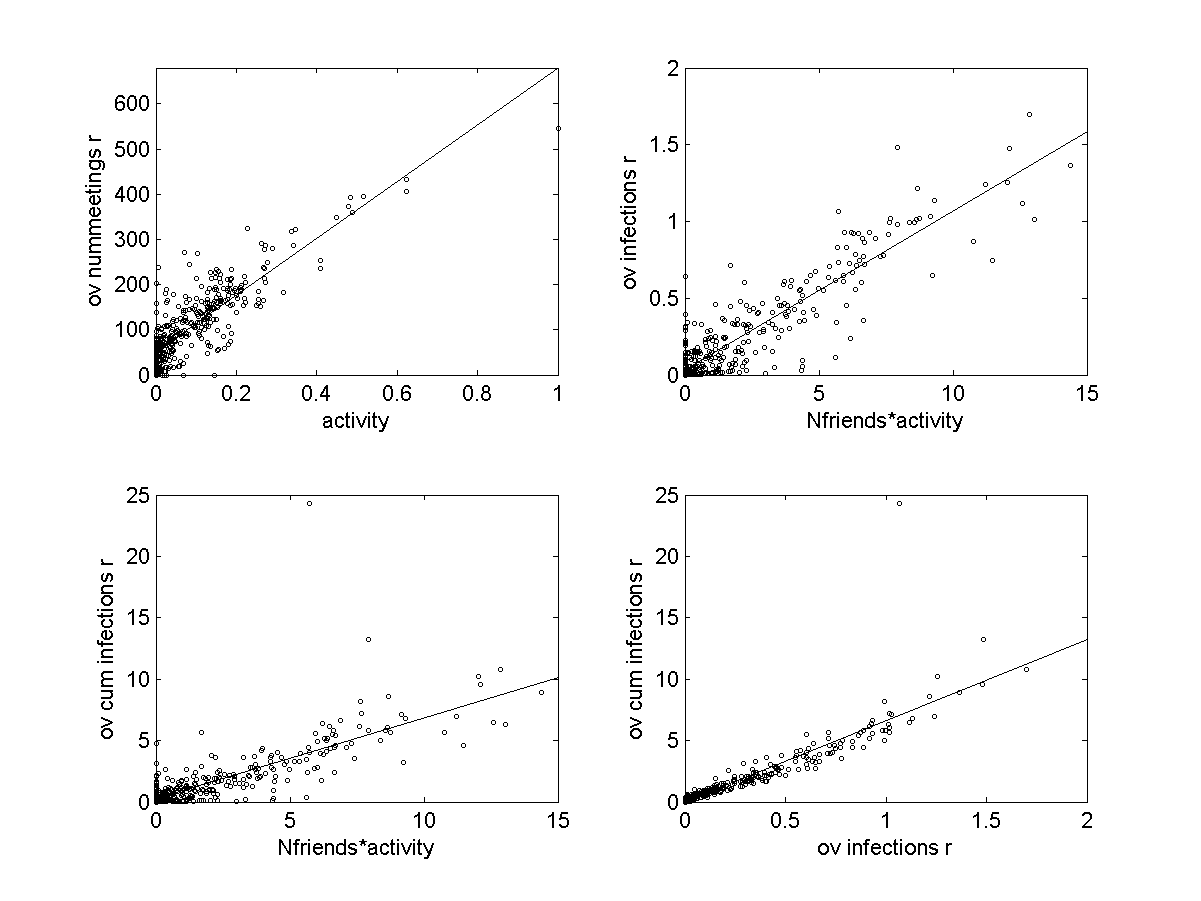 ov nummeetings r
600
500
400
300
200
100
0
0 0.2 0.4 0.6 0.8 1
activity
ov infections r
2
1.5
1
0.5
0
0 5 10 15
Nfriends*activity
ov cum infections r
25
20
15
10
5
0
0 5 10 15
Nfriends*activity
ov cum infections r
25
20
15
10
5
0
0 0.5 1 1.5 2
ov infections r